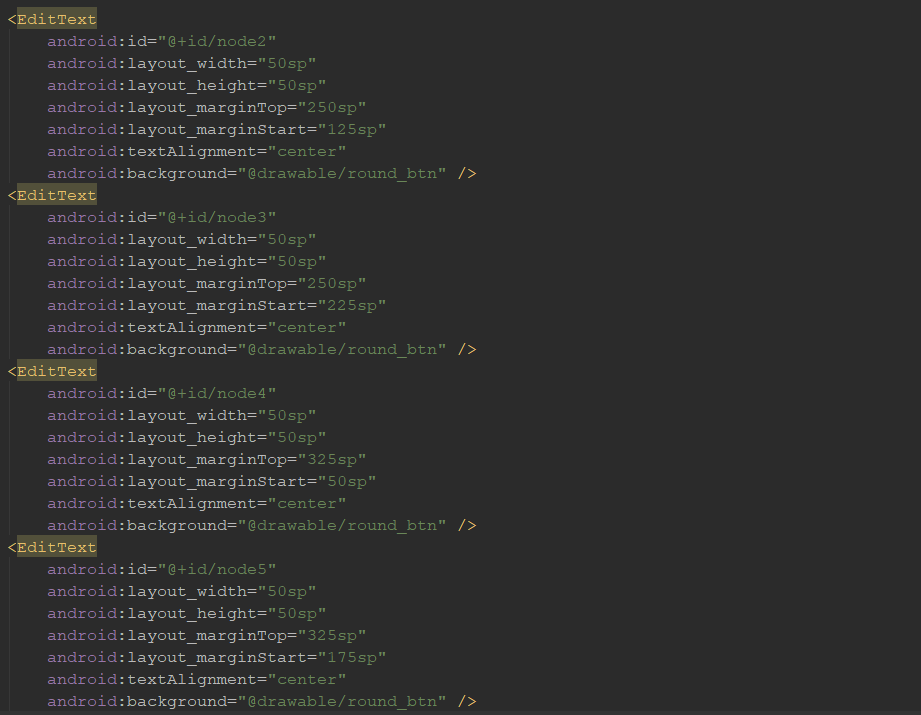 <EditText
android:id="@+id/node2"
android:layout_width="50sp"
android:layout_height="50sp"
android:layout_marginTop="250sp"
android:layout_marginStart="125sp"
android:textAlignment="center"
android:background="@drawable/round_btn" />
<EditText
android:id="@+id/node3"
android:layout_width="50sp"
android:layout_height="50sp"
android:layout_marginTop="250sp"
android:layout_marginStart="225sp"
android:textAlignment="center"
android:background="@drawable/round_btn" />
<EditText
android:id="@+id/node4"
android:layout_width="50sp"
android:layout_height="50sp"
android:layout_marginTop="325sp"
android:layout_marginStart="50sp"
android:textAlignment="center"
android:background="@drawable/round_btn" />
<EditText
android:id="@+id/node5"
android:layout_width="50sp"
android:layout_height="50sp"
android:layout_marginTop="325sp"
android:layout_marginStart="175sp"
android:textAlignment="center"
android:background="@drawable/round_btn" />